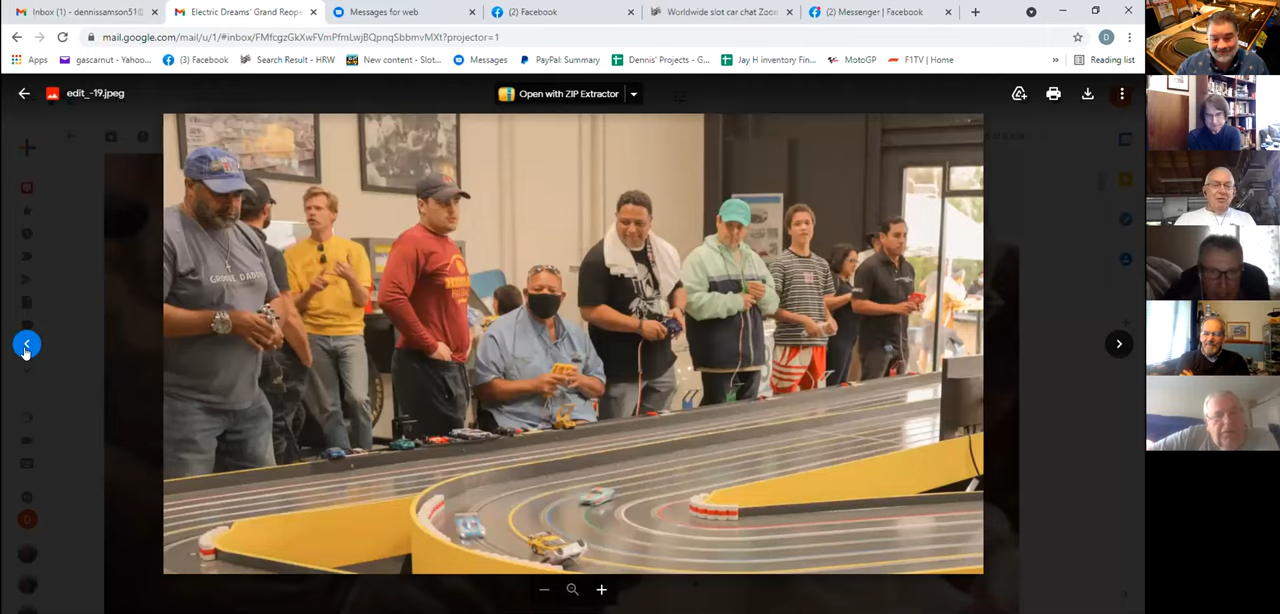 Inbox (1) - dennissamson51@
Electric Dreams' Grand Reope
Messages for web
(2) Facebook
Worldwide slot car chat Zoom
(2) Messenger | Facebook
mail.google.com/mail/u/1/#inbox/FMfcgzGkXwFVmPfmLwjBQpnqSbbmvMXt?projector=1
D
Apps
gascarnut - Yahoo...
(3) Facebook
Search Result - HRW
New content - Slot...
Messages
PayPal: Summary
Dennis' Projects - G...
Jay H inventory Fin...
MotoGP
F1TV | Home
»
Reading list
edit_-19.jpeg
Open with ZIP Extractor
GROOVE DADDY